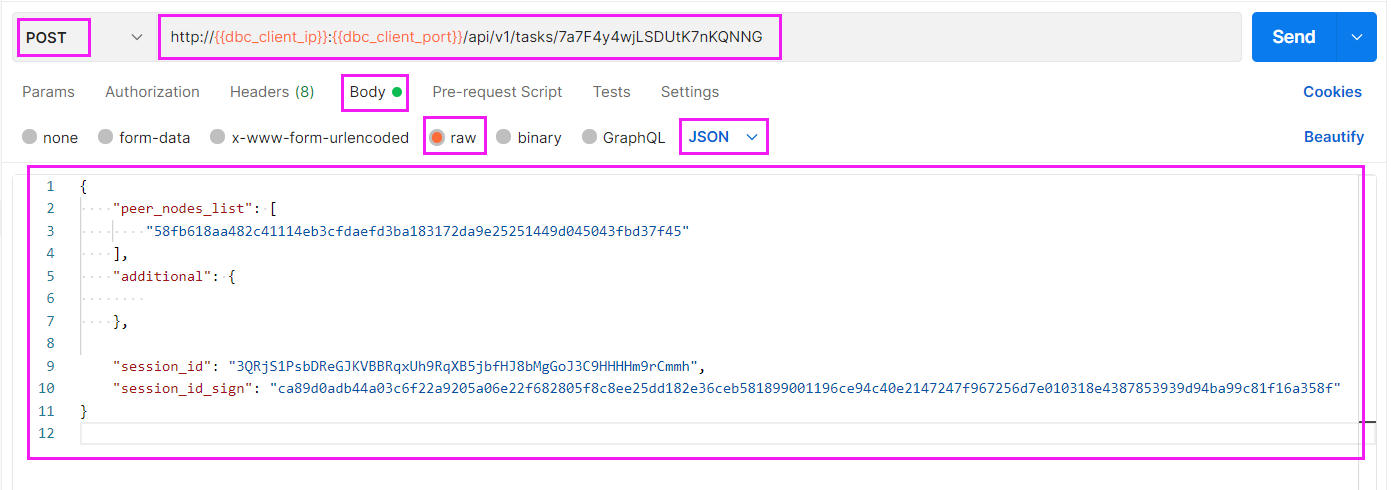 POST http://{{dbc_client_ip}}:{{dbc_client_port}}/api/v1/tasks/7a7F4y4wjLSDUtK7nKQNNG Send
Params Authorization Headers (8) Body Pre-request Script Tests Settings Cookies
none form-data x-www-form-urlencoded raw binary GraphQL JSON Beautify
1 {
2 "peer_nodes_list": [
3 "58fb618aa482c41114eb3cfdaefd3ba183172da9e25251449d045043fbd37f45"
4 ],
5 "additional": {
6
7 },
8
9 "session_id": "3QRjS1PsbDReGJKVBBRqxUh9RqXB5jbfHJ8bMgGoJ3C9HHHHm9rCmmh",
10 "session_id_sign": "ca89d0adb44a03c6f22a9205a06e22f682805f8c8ee25dd182e36ceb581899001196ce94c40e2147247f967256d7e010318e4387853939d94ba99c81f16a358f"
11 }
12